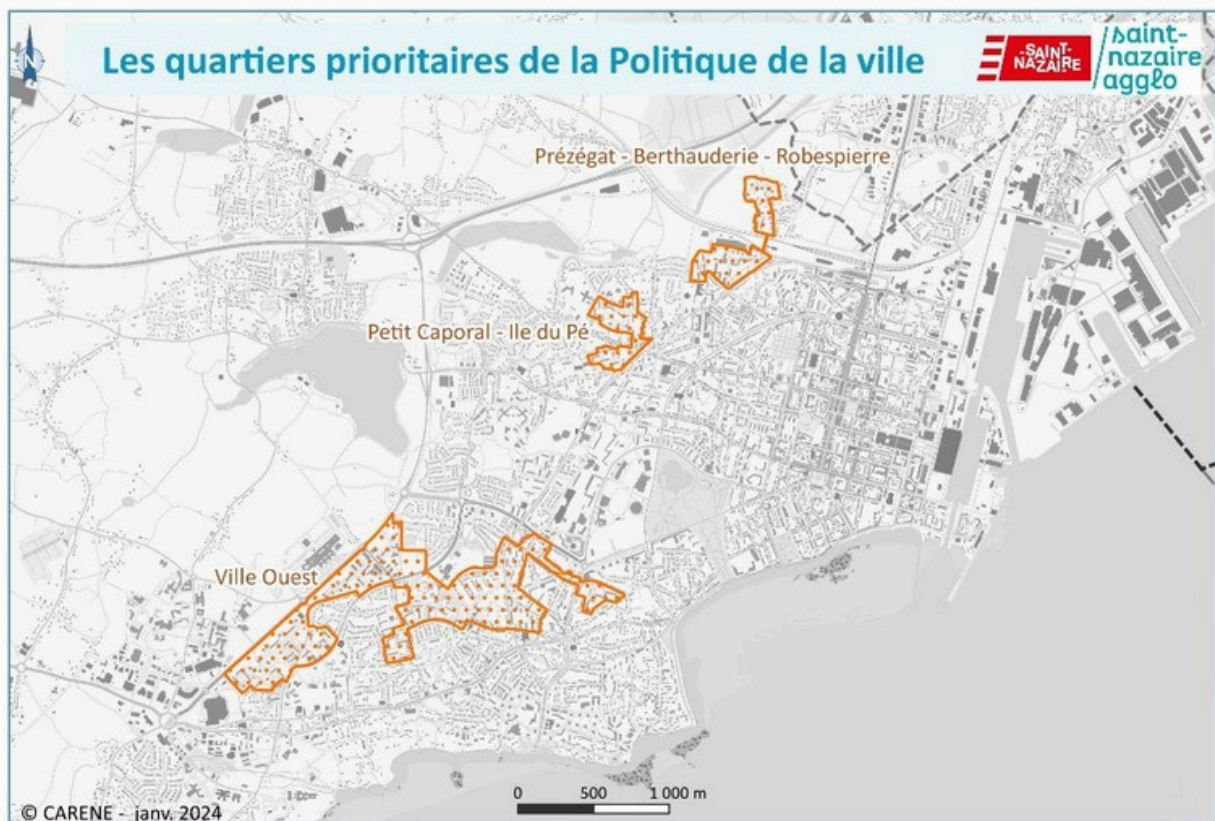 N
Les quartiers prioritaires de la Politique de la ville
-SAINT-
NAZAIRE
saint-
nazaire
agglo
Prézégat - Berthauderie - Robespierre
Petit Caporal - Ile du Pé
Ville Ouest
0 500 1 000 m
© CARENE - janv. 2024